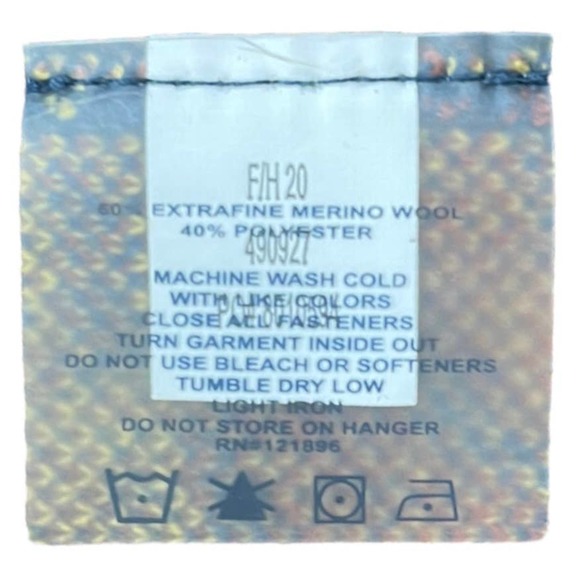 F/H 20
60% EXTRAFINE MERINO WOOL
40% POLYESTER
490927
MACHINE WASH COLD
WITH LIKE COLORS
CLOSE ALL FASTENERS
TURN GARMENT INSIDE OUT
DO NOT USE BLEACH OR SOFTENERS
TUMBLE DRY LOW
LIGHT IRON
DO NOT STORE ON HANGER
RN#121896